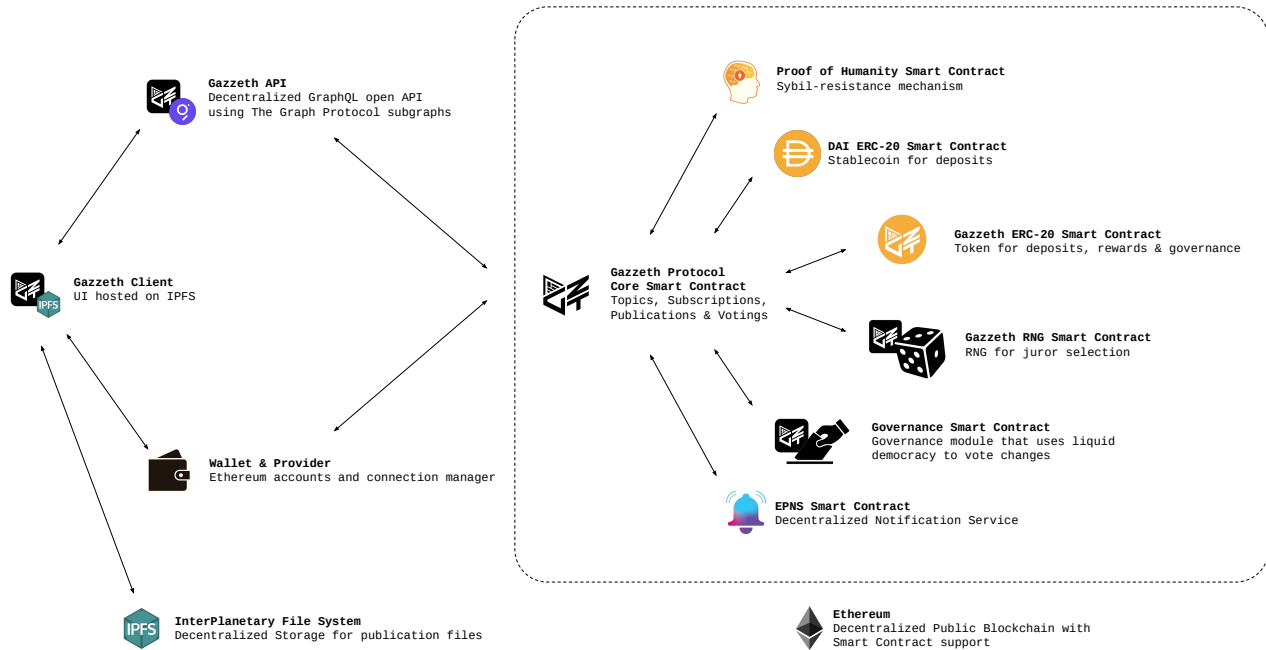 Gazzeth API
Decentralized GraphQL open API
using The Graph Protocol subgraphs
Gazzeth Client
UI hosted on IPFS
IPFS
Wallet & Provider
Ethereum accounts and connection manager
IPFS
InterPlanetary File System
Decentralized Storage for publication files
Gazzeth Protocol
Core Smart Contract
Topics, Subscriptions,
Publications & Votings
Proof of Humanity Smart Contract
Sybil-resistance mechanism
DAI ERC-20 Smart Contract
Stablecoin for deposits
Gazzeth ERC-20 Smart Contract
Token for deposits, rewards & governance
Gazzeth RNG Smart Contract
RNG for juror selection
Governance Smart Contract
Governance module that uses liquid
democracy to vote changes
EPNS Smart Contract
Decentralized Notification Service
Ethereum
Decentralized Public Blockchain with
Smart Contract support